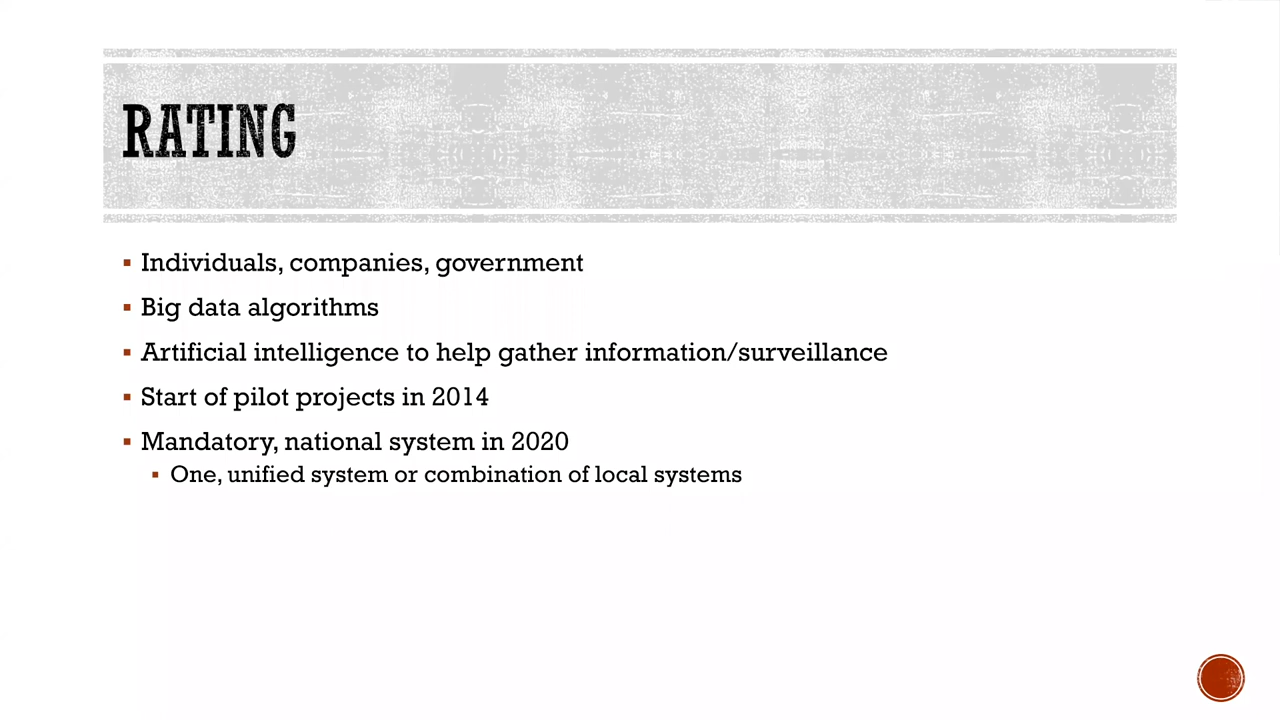 RATING
Individuals, companies, government
Big data algorithms
Artificial intelligence to help gather information/surveillance
Start of pilot projects in 2014
Mandatory, national system in 2020
One, unified system or combination of local systems